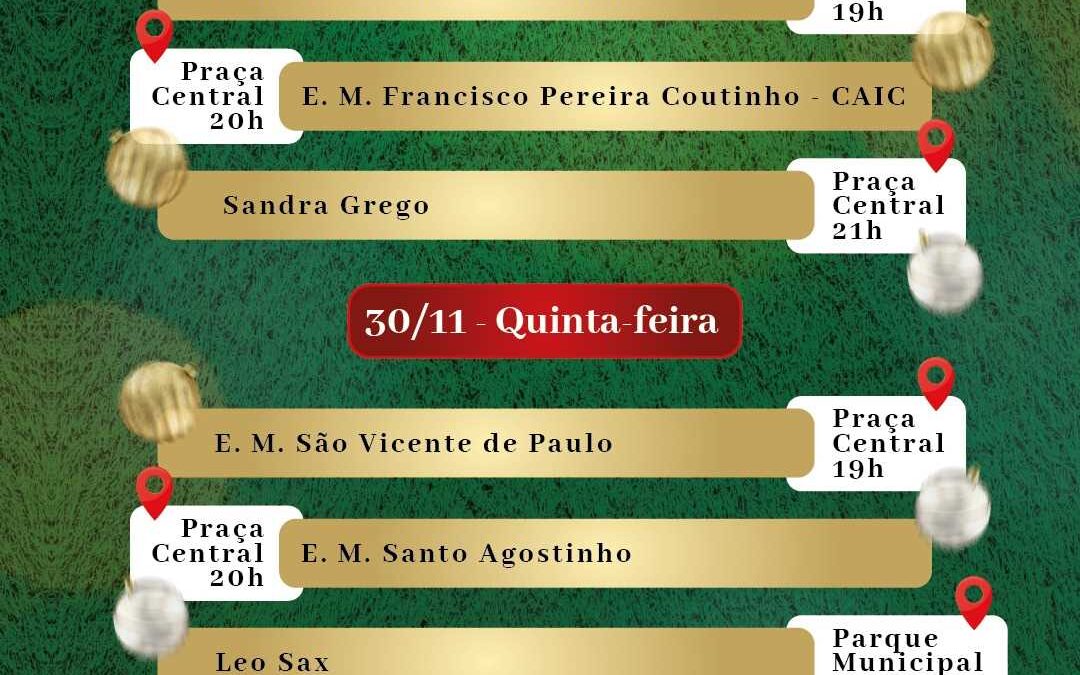 19h
Praça
Central
20h
E. M. Francisco Pereira Coutinho - CAIC
Sandra Grego
Praça
Central
21h
30/11 - Quinta-feira
E. M. São Vicente de Paulo
Praça
Central
19h
Praça
Central
20h
E. M. Santo Agostinho
Leo Sax
Parque
Municipal